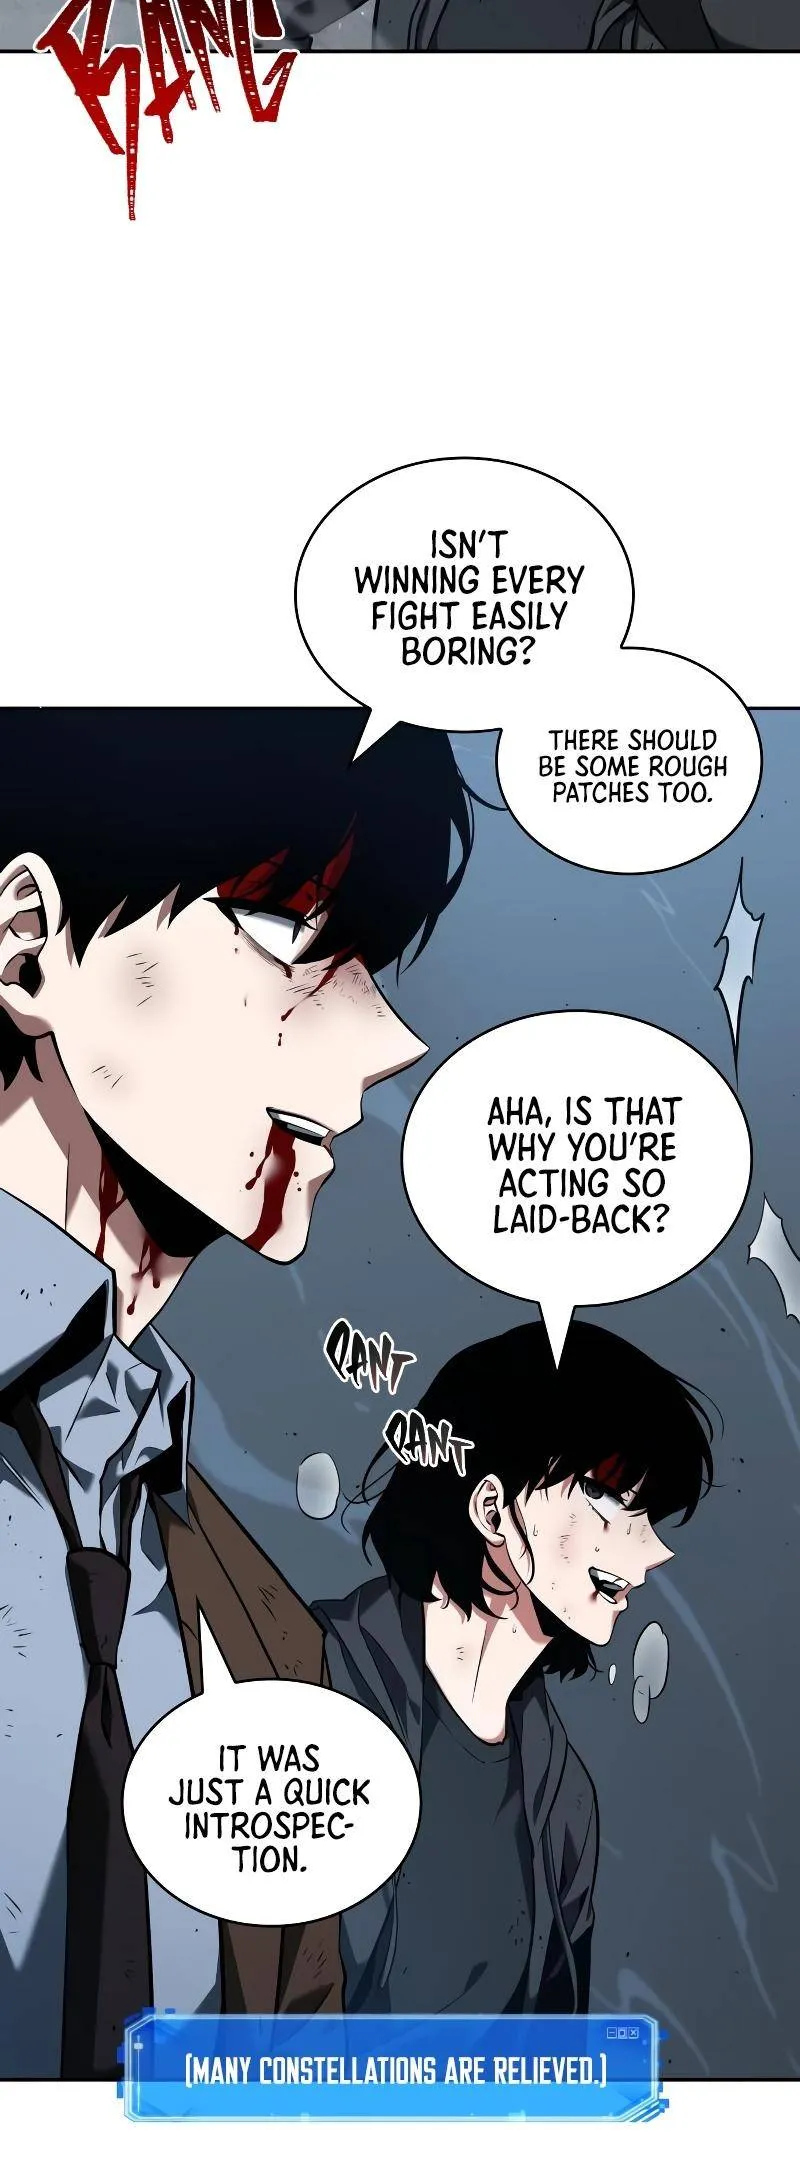 BANG
ISN'T
WINNING EVERY
FIGHT EASILY
BORING?
THERE SHOULD
BE SOME ROUGH
PATCHES TOO.
AHA, IS THAT
WHY YOU'RE
ACTING SO
LAID-BACK?
PANT
PANT
IT WAS
JUST A QUICK
INTROSPEC-
TION.
[MANY CONSTELLATIONS ARE RELIEVED.]